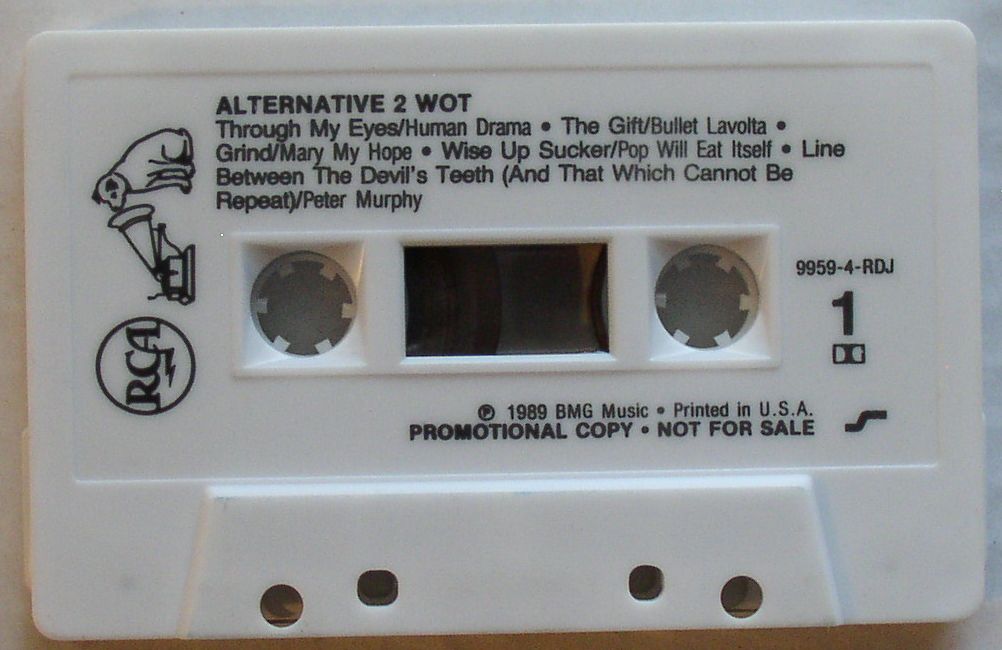 ALTERNATIVE 2 WOT
Through My Eyes/Human Drama • The Gift/Bullet Lavolta •
Grind/Mary My Hope • Wise Up Sucker/Pop Will Eat Itself • Line
Between The Devil's Teeth (And That Which Cannot Be
Repeat)/Peter Murphy
9959-4-RDJ
1
RCA
℗ 1989 BMG Music • Printed in U.S.A.
PROMOTIONAL COPY • NOT FOR SALE